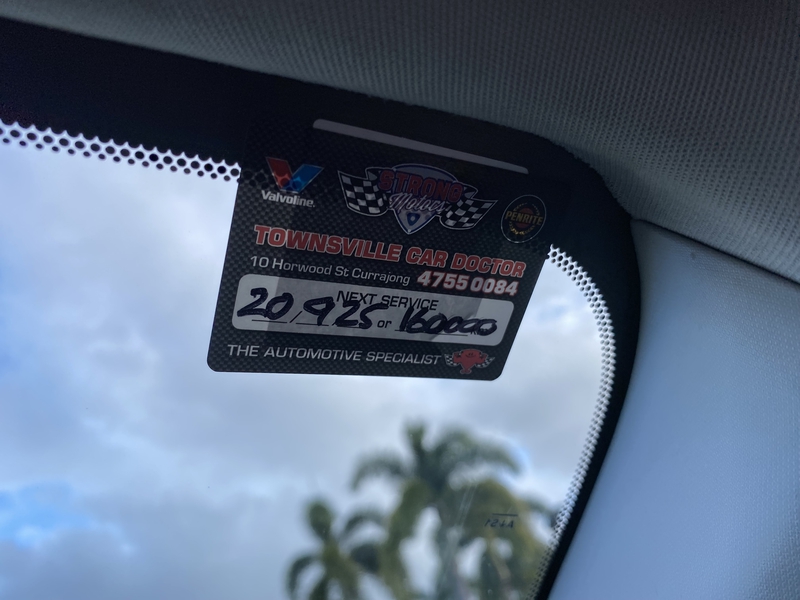 Valvoline
STRONG
Motors
PENRITE
TOWNSVILLE CAR DOCTOR
10 Horwood St Currajong 4755 0084
NEXT SERVICE
20/9/25 or 160000
THE AUTOMOTIVE SPECIALIST